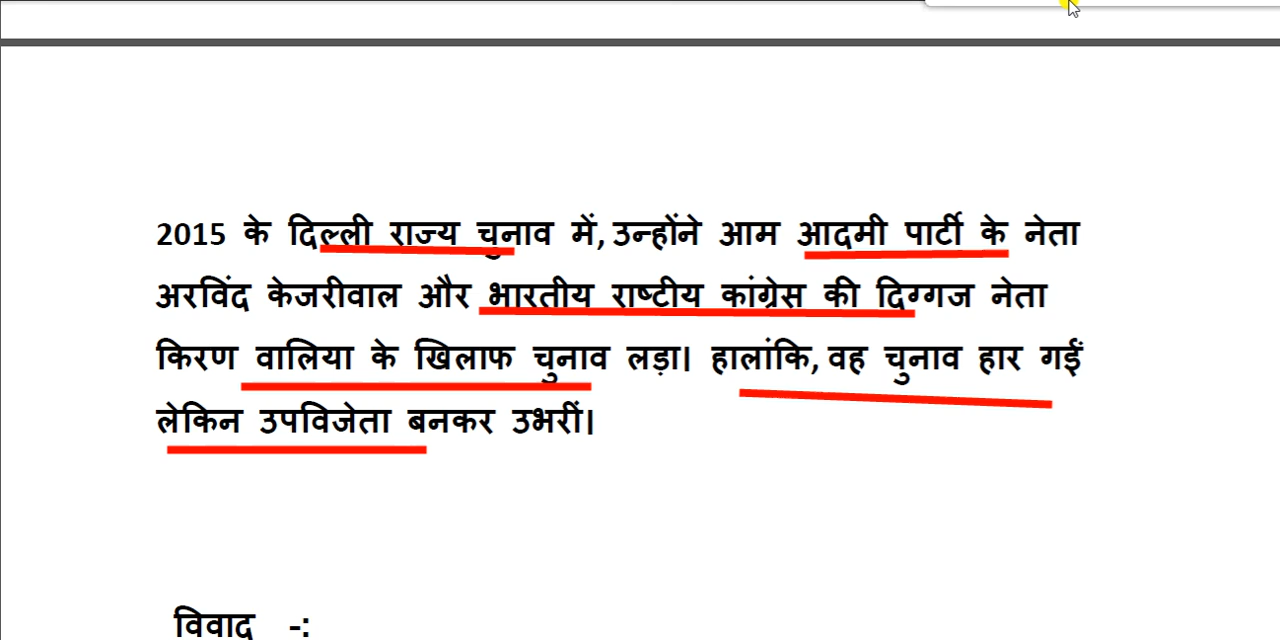 2015 के दिल्ली राज्य चुनाव में, उन्होंने आम आदमी पार्टी के नेता
अरविंद केजरीवाल और भारतीय राष्टीय कांग्रेस की दिग्गज नेता
किरण वालिया के खिलाफ चुनाव लड़ा। हालांकि, वह चुनाव हार गईं
लेकिन उपविजेता बनकर उभरीं।
विवाद -: